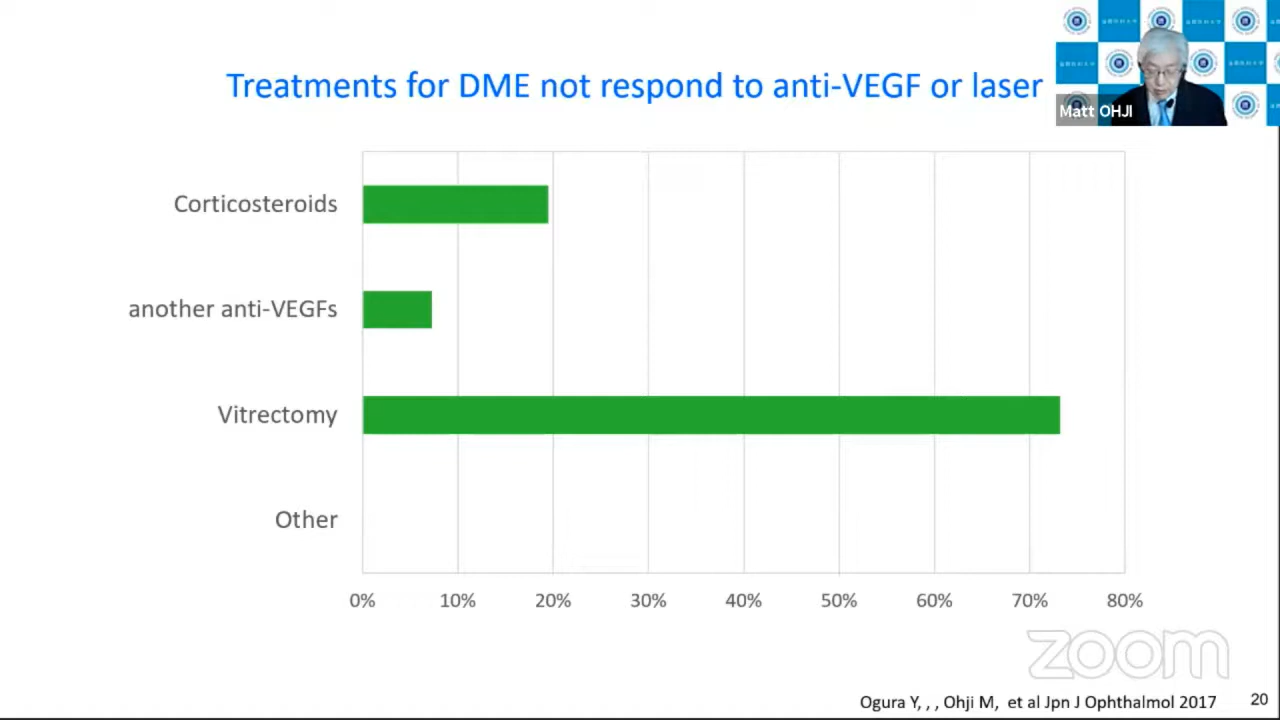 Treatments for DME not respond to anti-VEGF or laser
Matt OHJI
Corticosteroids
another anti-VEGFs
Vitrectomy
Other
0% 10% 20% 30% 40% 50% 60% 70% 80%
zoom
Ogura Y, , , Ohji M, et al Jpn J Ophthalmol 2017
20